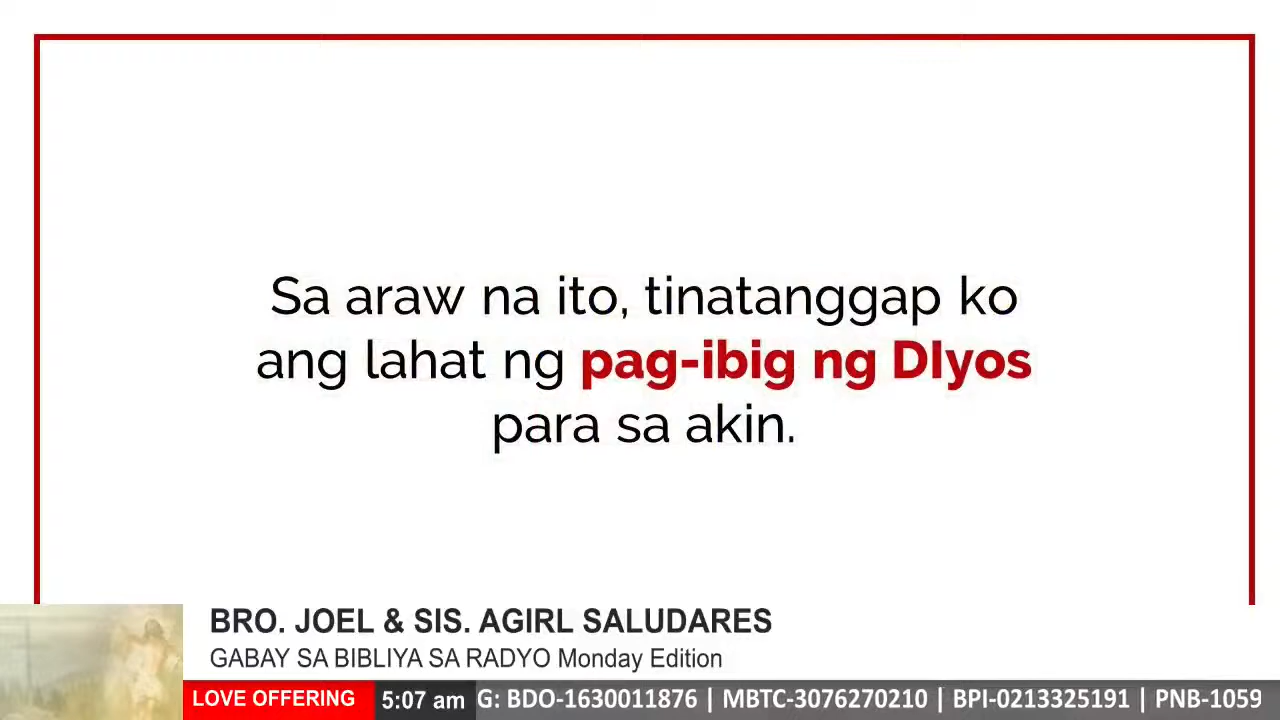 Sa araw na ito, tinatanggap ko
ang lahat ng pag-ibig ng DIyos
para sa akin.
BRO. JOEL & SIS. AGIRL SALUDARES
GABAY SA BIBLIYA SA RADYO Monday Edition
LOVE OFFERING 5:07 am G: BDO-1630011876 | MBTC-3076270210 | BPI-0213325191 | PNB-1059